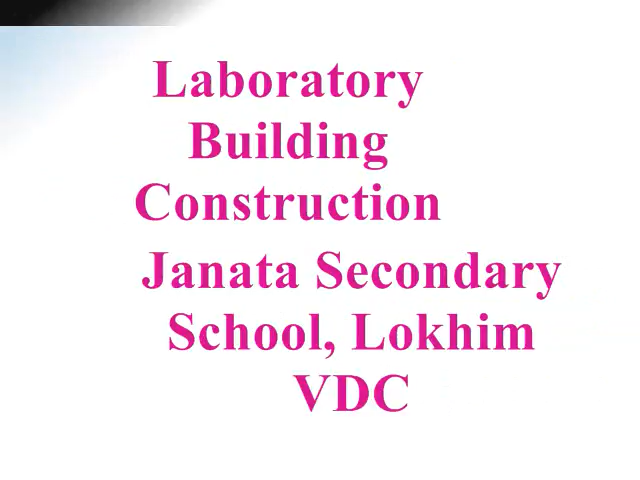 Laboratory
Building
Construction
Janata Secondary
School, Lokhim
VDC